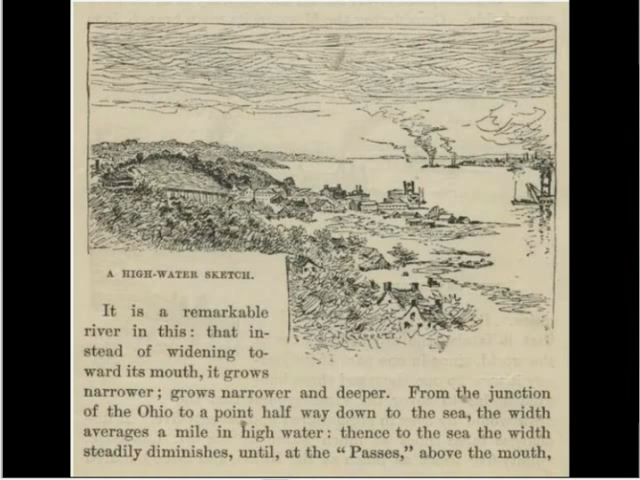 A HIGH-WATER SKETCH.
It is a remarkable
river in this: that in-
stead of widening to-
ward its mouth, it grows
narrower; grows narrower and deeper. From the junction
of the Ohio to a point half way down to the sea, the width
averages a mile in high water: thence to the sea the width
steadily diminishes, until, at the "Passes," above the mouth,